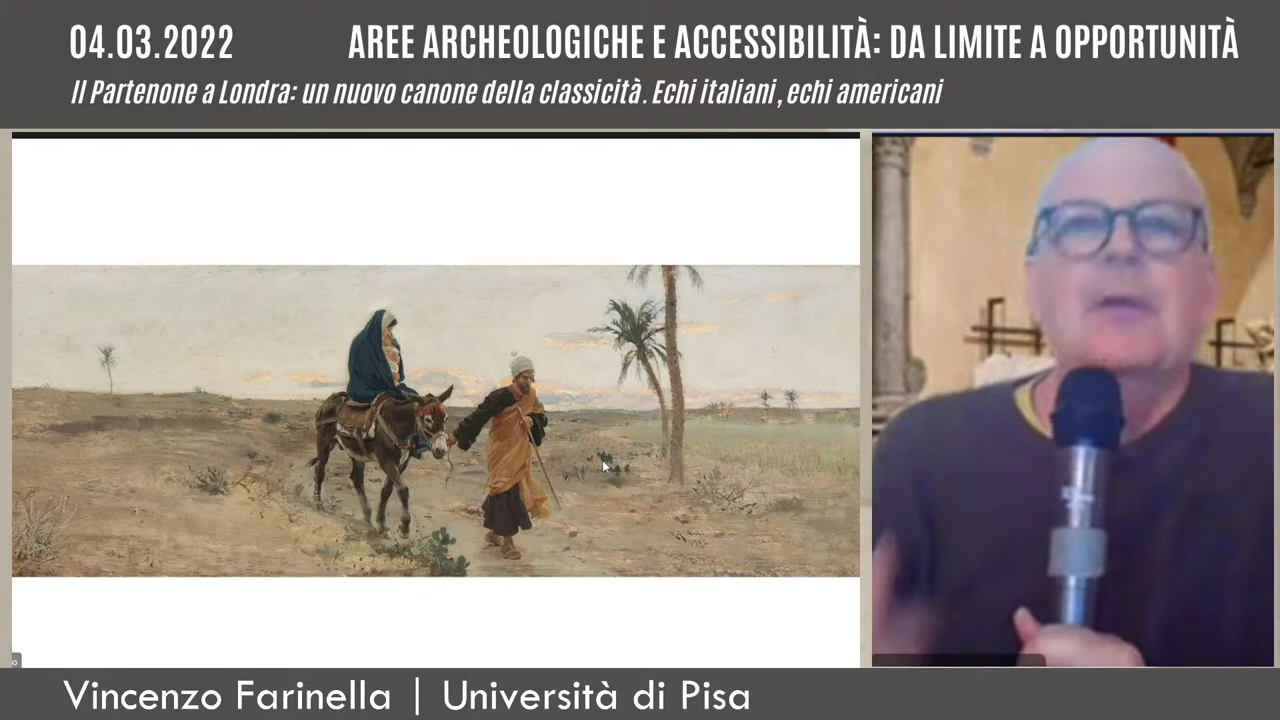 04.03.2022
AREE ARCHEOLOGICHE E ACCESSIBILITÀ: DA LIMITE A OPPORTUNITÀ
Il Partenone a Londra: un nuovo canone della classicità. Echi italiani, echi americani
Vincenzo Farinella | Università di Pisa